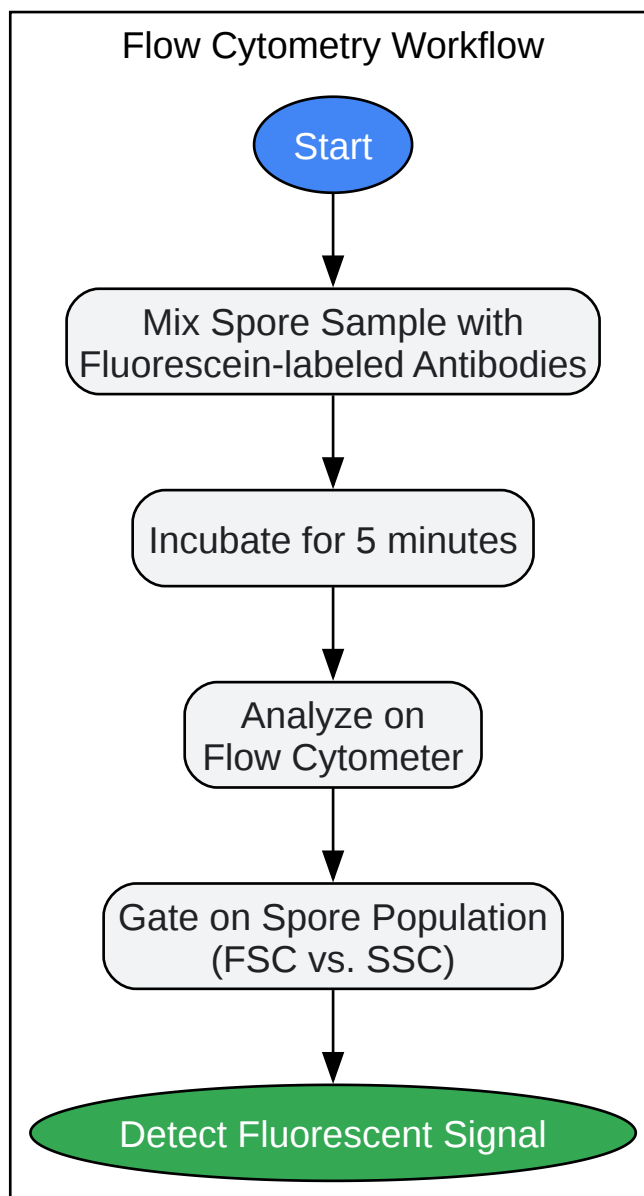 Flow Cytometry Workflow
Start
Mix Spore Sample with
Fluorescein-labeled Antibodies
Incubate for 5 minutes
Analyze on
Flow Cytometer
Gate on Spore Population
(FSC vs. SSC)
Detect Fluorescent Signal